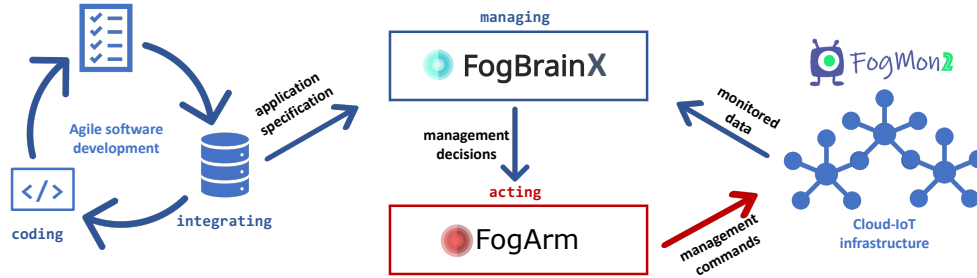 Agile software
development
</>
coding
integrating
application
specification
managing
FogBrainX
management
decisions
acting
FogArm
management
commands
monitored
data
FogMon2
Cloud-IoT
infrastructure